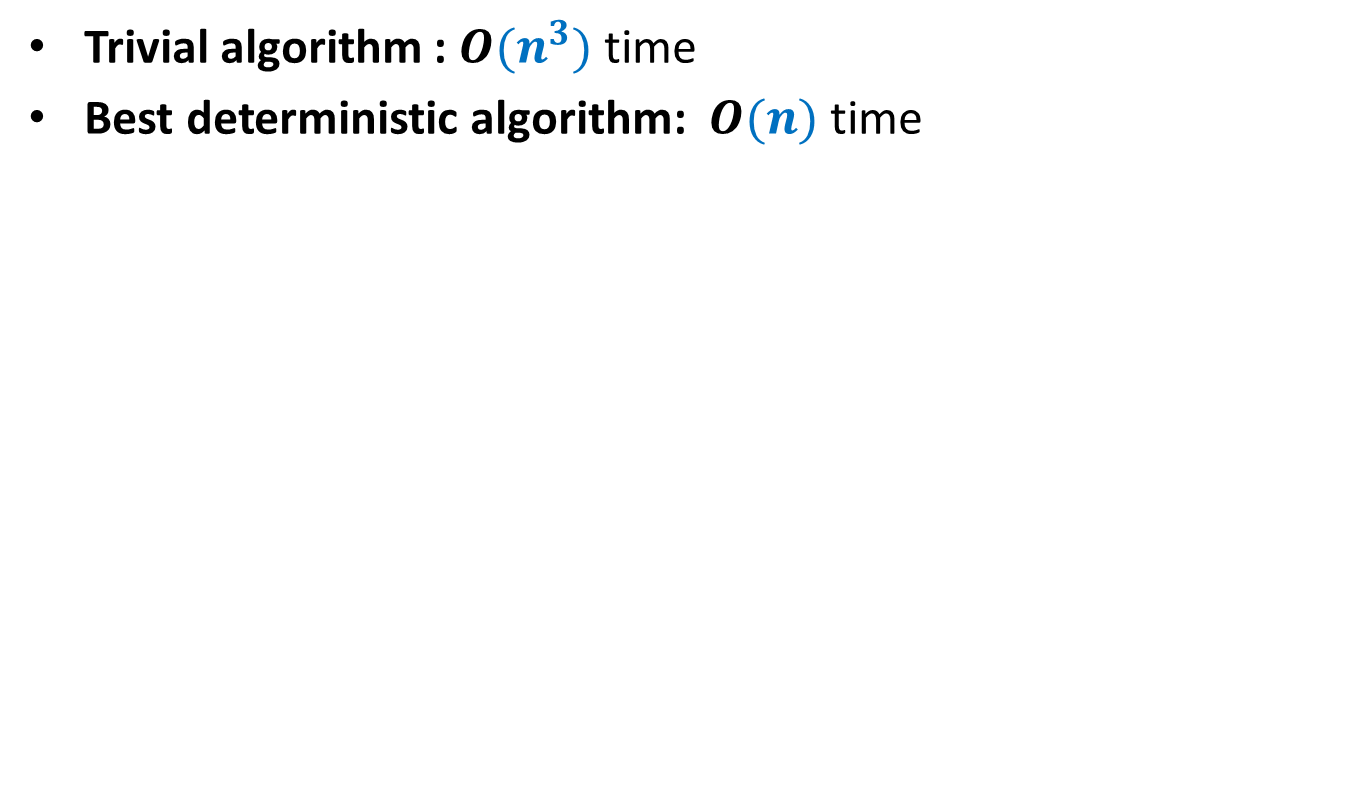 • Trivial algorithm : O(n³) time
• Best deterministic algorithm: O(n) time